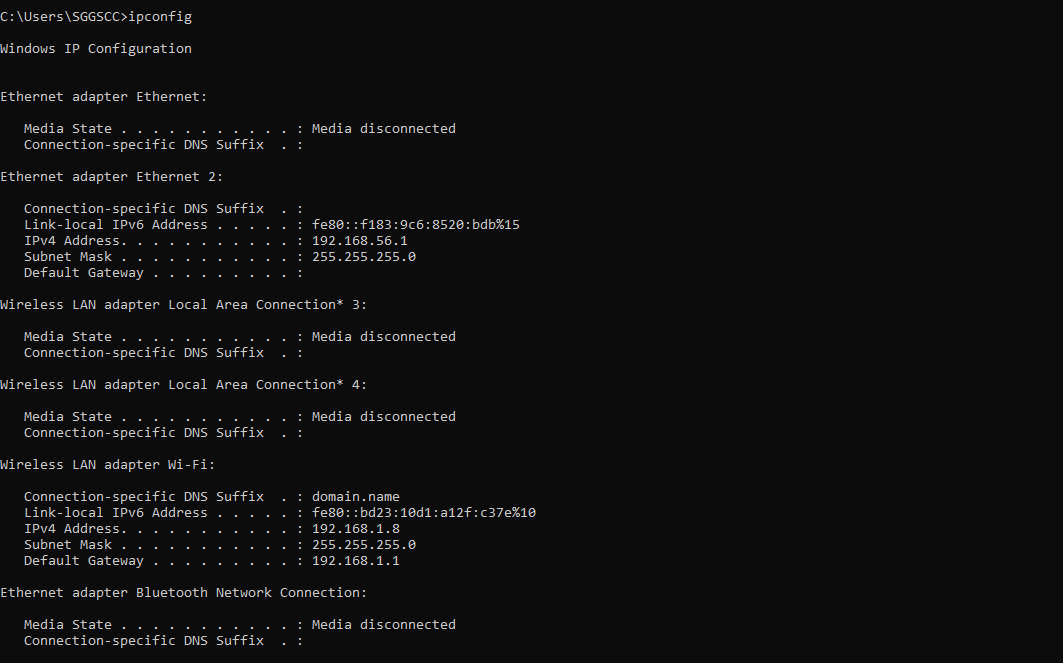 C:\Users\SGGSCC>ipconfig
Windows IP Configuration
Ethernet adapter Ethernet:
   Media State . . . . . . . . . . . : Media disconnected
   Connection-specific DNS Suffix  . :
Ethernet adapter Ethernet 2:
   Connection-specific DNS Suffix  . :
   Link-local IPv6 Address . . . . . : fe80::f183:9c6:8520:bdb%15
   IPv4 Address. . . . . . . . . . . : 192.168.56.1
   Subnet Mask . . . . . . . . . . . : 255.255.255.0
   Default Gateway . . . . . . . . . :
Wireless LAN adapter Local Area Connection* 3:
   Media State . . . . . . . . . . . : Media disconnected
   Connection-specific DNS Suffix  . :
Wireless LAN adapter Local Area Connection* 4:
   Media State . . . . . . . . . . . : Media disconnected
   Connection-specific DNS Suffix  . :
Wireless LAN adapter Wi-Fi:
   Connection-specific DNS Suffix  . : domain.name
   Link-local IPv6 Address . . . . . : fe80::bd23:10d1:a12f:c37e%10
   IPv4 Address. . . . . . . . . . . : 192.168.1.8
   Subnet Mask . . . . . . . . . . . : 255.255.255.0
   Default Gateway . . . . . . . . . : 192.168.1.1
Ethernet adapter Bluetooth Network Connection:
   Media State . . . . . . . . . . . : Media disconnected
   Connection-specific DNS Suffix  . :